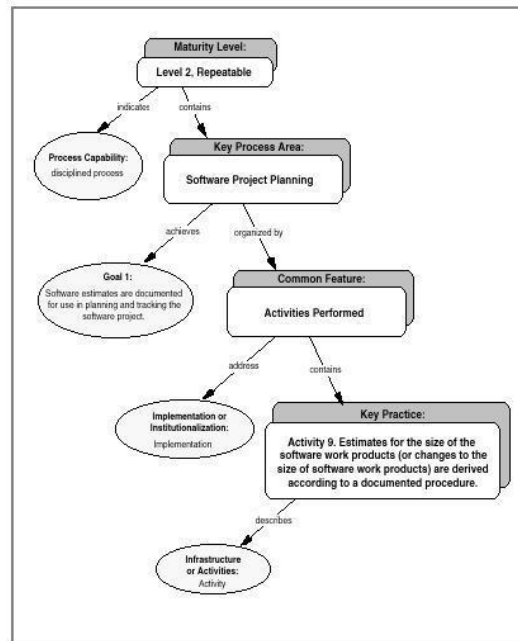 Maturity Level:
Level 2, Repeatable
indicates
contains
Process Capability:
disciplined process
Key Process Area:
Software Project Planning
achieves
organized by
Goal 1:
Software estimates are documented
for use in planning and tracking the
software project.
Common Feature:
Activities Performed
address
contains
Implementation or
Institutionalization:
Implementation
Key Practice:
Activity 9. Estimates for the size of the
software work products (or changes to the
size of software work products) are derived
according to a documented procedure.
describes
Infrastructure
or Activities:
Activity